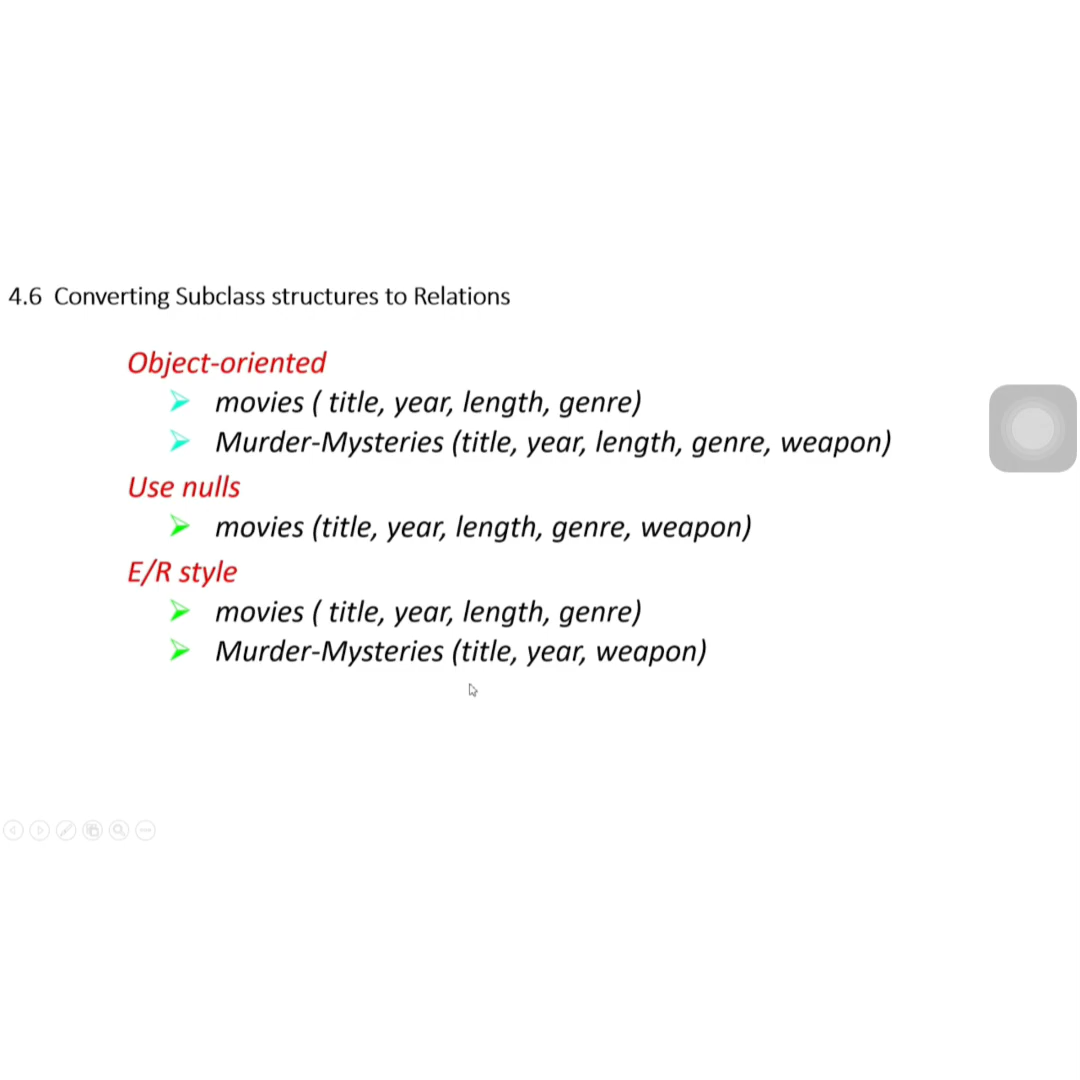 4.6 Converting Subclass structures to Relations
Object-oriented
movies ( title, year, length, genre)
Murder-Mysteries (title, year, length, genre, weapon)
Use nulls
movies (title, year, length, genre, weapon)
E/R style
movies ( title, year, length, genre)
Murder-Mysteries (title, year, weapon)